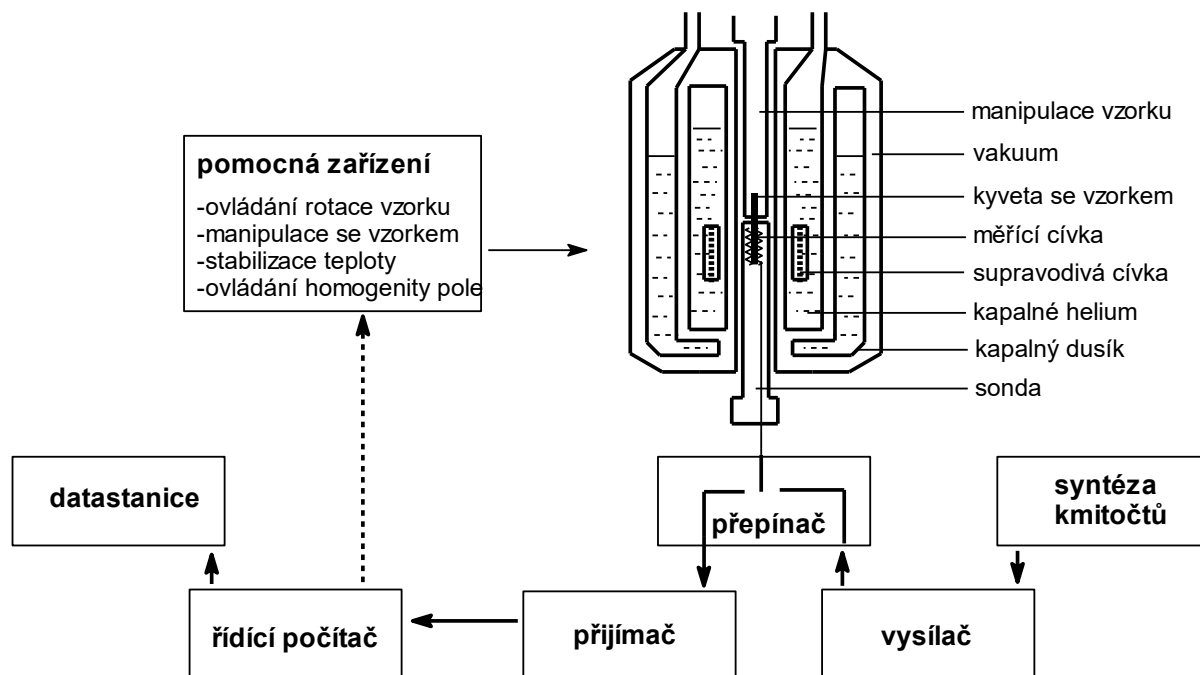 manipulace vzorku
vakuum
kyveta se vzorkem
měřící cívka
supravodivá cívka
kapalné helium
kapalný dusík
sonda
pomocná zařízení
-ovládání rotace vzorku
-manipulace se vzorkem
-stabilizace teploty
-ovládání homogenity pole
datastanice
přepínač
syntéza
kmitočtů
řídící počítač
přijímač
vysílač